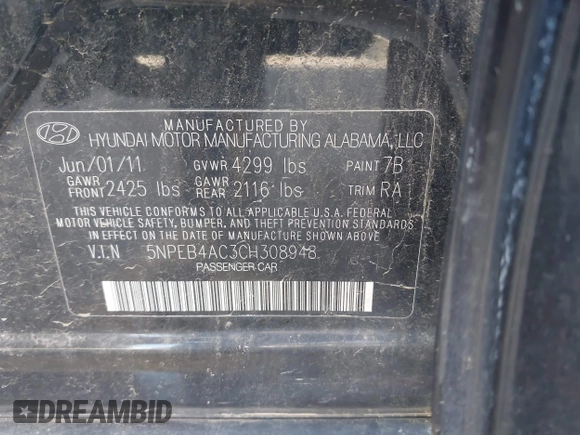 MANUFACTURED BY
HYUNDAI MOTOR MANUFACTURING ALABAMA, LLC
Jun/01/11 GVWR 4299 lbs PAINT 7B
GAWR FRONT 2425 lbs GAWR REAR 2116 lbs TRIM RA
THIS VEHICLE CONFORMS TO ALL APPLICABLE U.S.A. FEDERAL
MOTOR VEHICLE SAFETY, BUMPER, AND THEFT PREVENTION STANDARDS
IN EFFECT ON THE DATE OF MANUFACTURE SHOWN ABOVE
V.I.N 5NPEB4AC3CH308948
PASSENGER CAR
DREAMBID